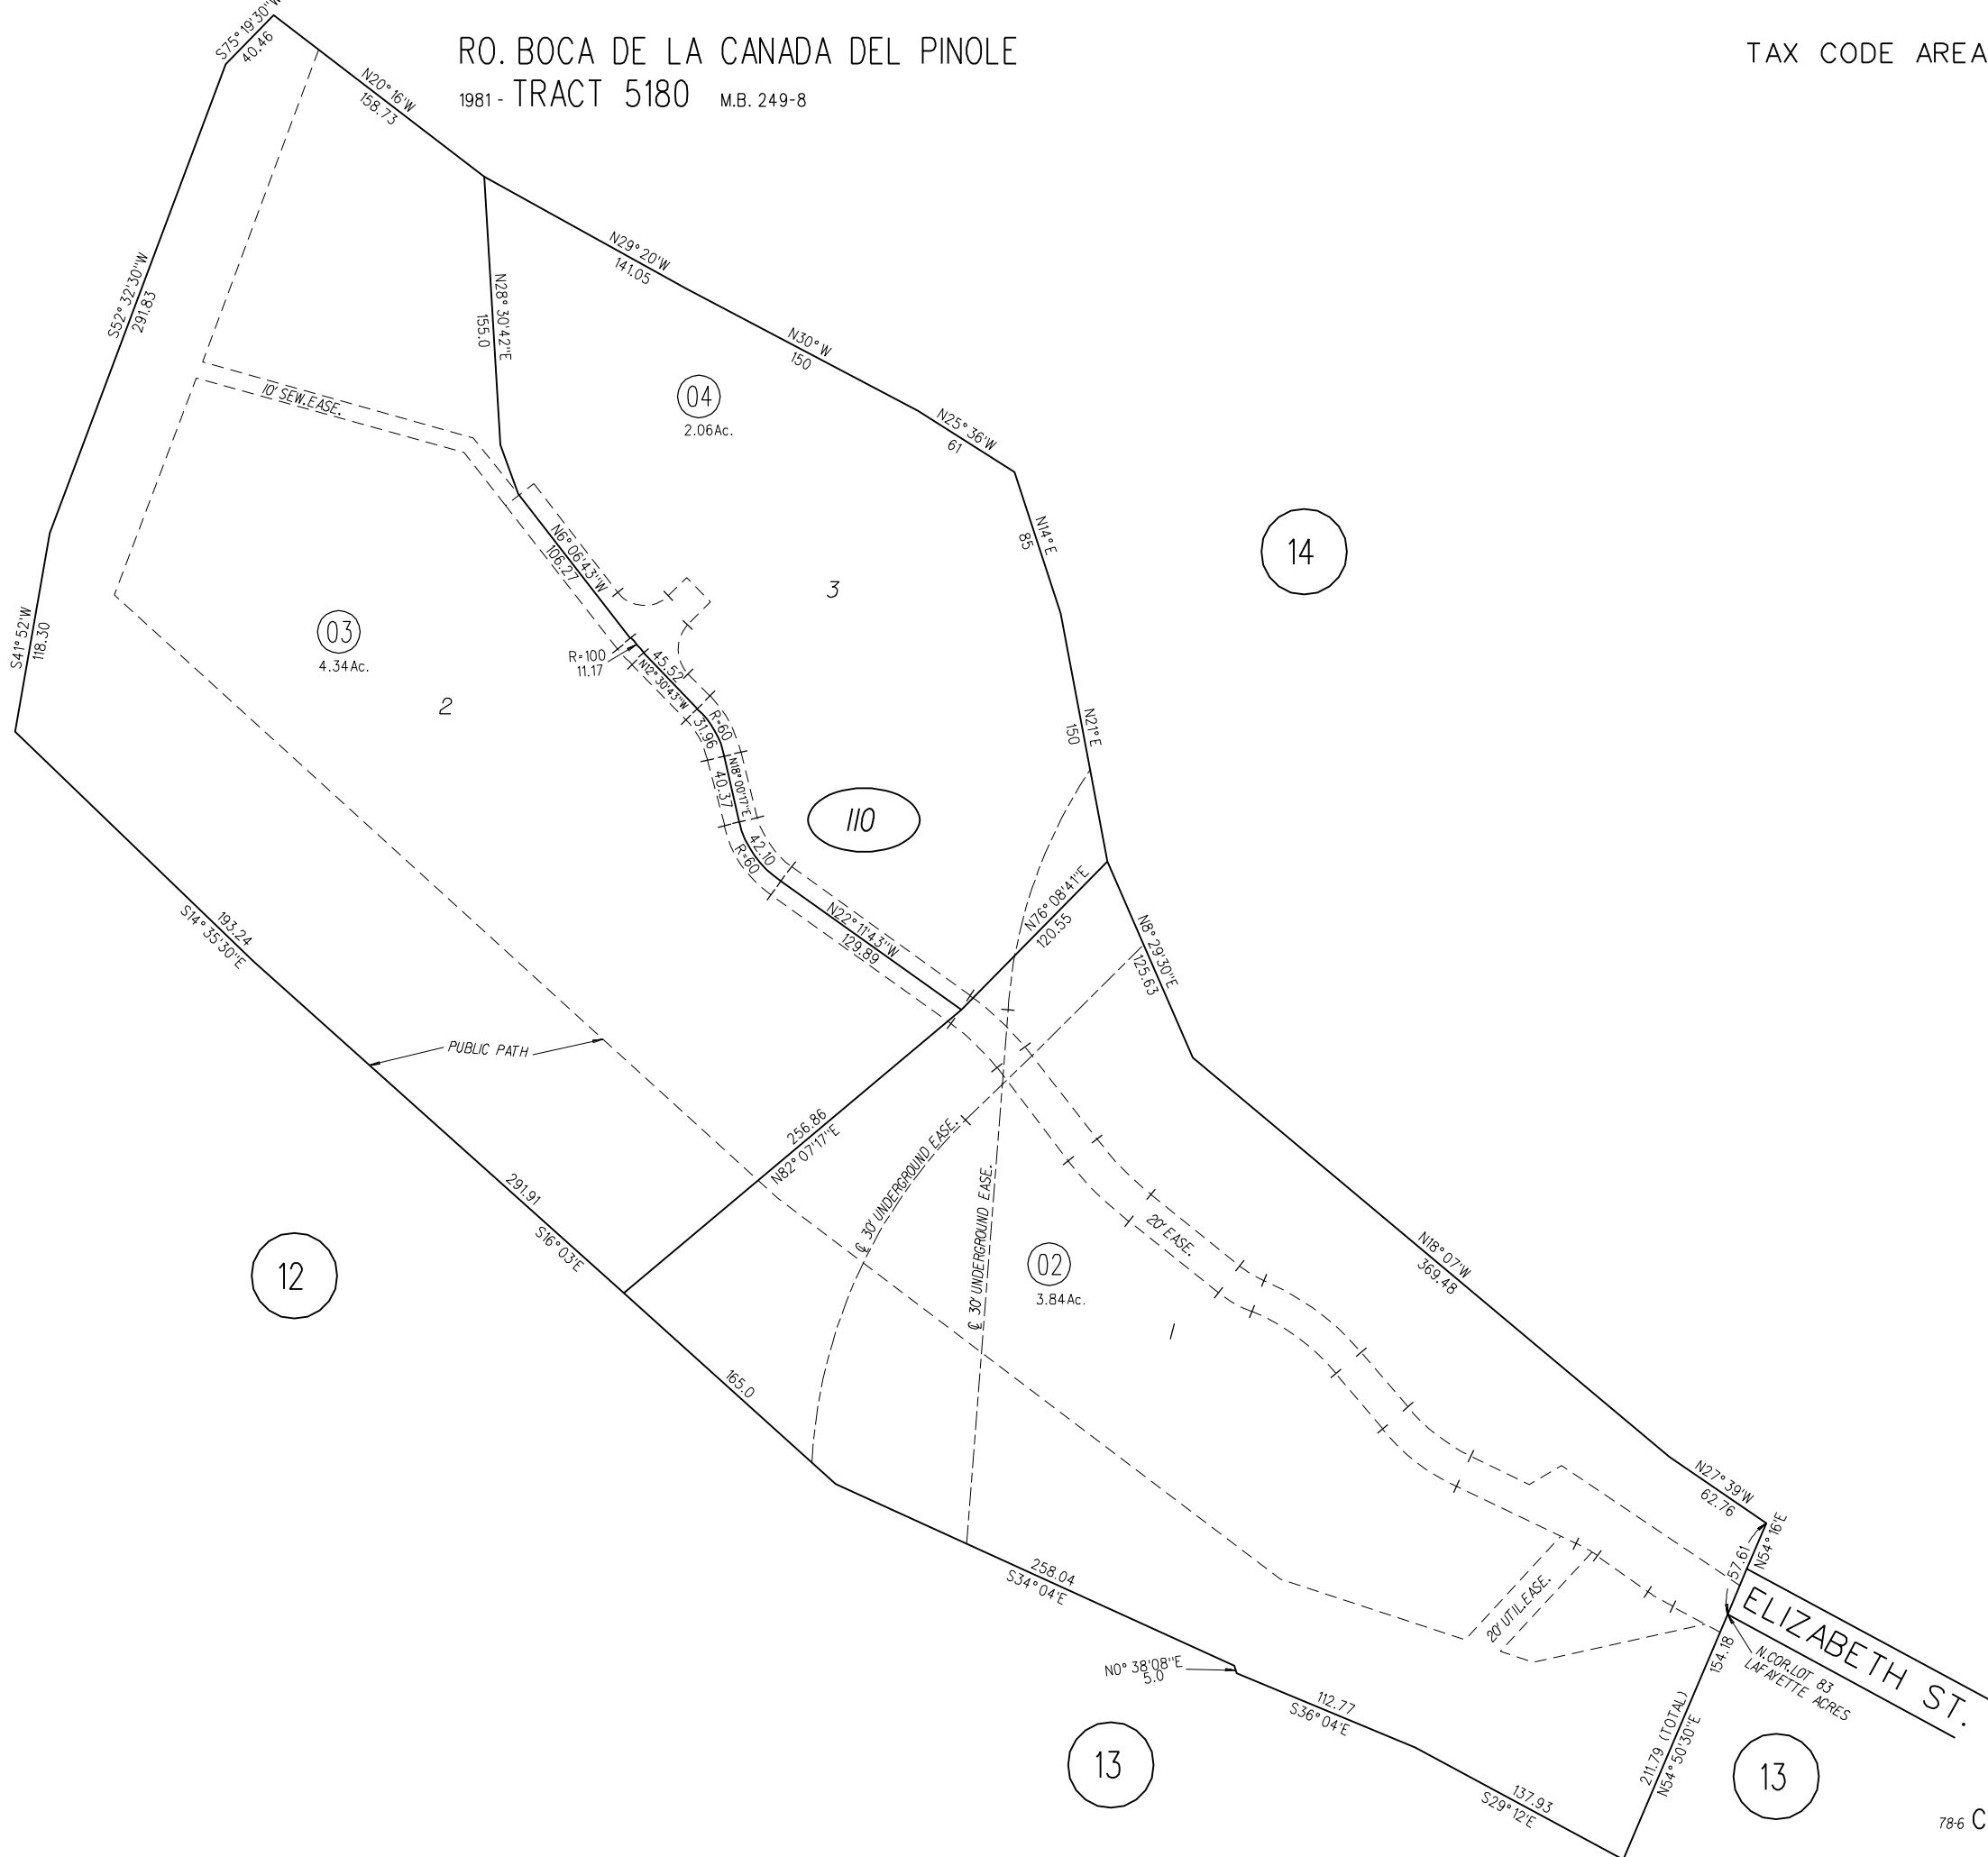 RO. BOCA DE LA CANADA DEL PINOLE
TAX CODE AREA
1981 - TRACT 5180 M.B. 249-8
S75° 19'30"W
40.46
N20° 16'W
158.73
N29° 20'W
141.05
S52° 32'30"W
291.83
N28° 30'42"E
155.0
N30° W
150
10' SEW.EASE.
04
2.06Ac.
N25° 36'W
61
N14° E
85
14
N6° 06'43"W
106.27
3
S41° 52'W
118.30
03
4.34Ac.
2
R=100
11.17
45.52
N12° 30'43"W
R=60
31.96
N21° E
150
N18° 00'17"E
40.37
110
42.10
R=60
N22° 11'43"W
129.89
N76° 08'41"E
120.55
N8° 29'30"E
125.63
193.24
S14° 35'30"E
PUBLIC PATH
256.86
N82° 07'17"E
291.91
S16° 03'E
℄ 30' UNDERGROUND EASE.
℄ 30' UNDERGROUND EASE.
20' EASE.
02
3.84Ac.
1
N18° 07'W
369.48
12
165.0
N27° 39'W
62.76
57.61
N54° 16'E
258.04
S34° 04'E
20' UTIL.EASE.
ELIZABETH ST.
N.COR.LOT 83
LAFAYETTE ACRES
154.18
N0° 38'08"E
5.0
112.77
S36° 04'E
211.79 (TOTAL)
N54° 50'30"E
13
13
137.93
S29° 12'E
78-6 C